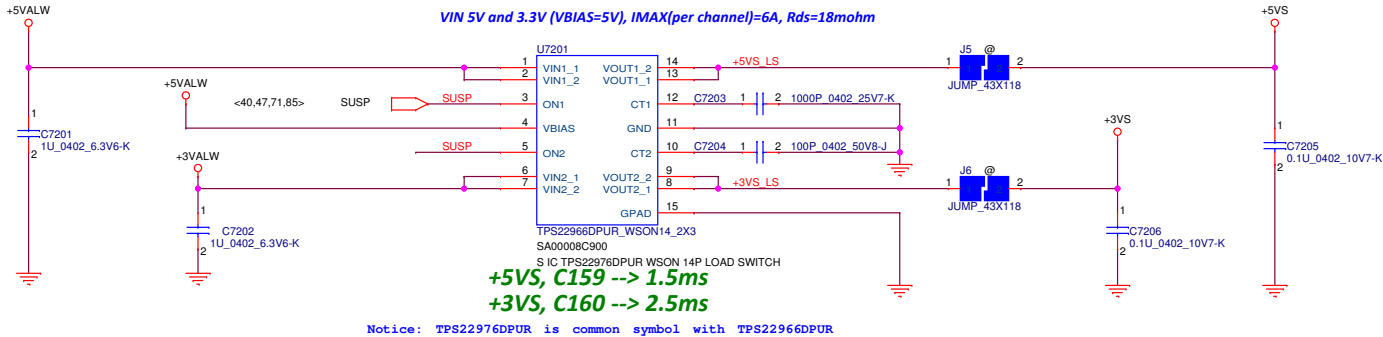 VIN 5V and 3.3V (VBIAS=5V), IMAX(per channel)=6A, Rds=18mohm
+5VALW
+5VS
U7201
J5 @
1 VIN1_1 VOUT1_2 14 +5VS_LS 1 1 2 2
2 VIN1_2 VOUT1_1 13
JUMP_43X118
+5VALW
<40,47,71,85> SUSP SUSP 3 ON1 CT1 12 C7203 1 2 1000P_0402_25V7-K
4 VBIAS GND 11
+3VS
1 C7201 1U_0402_6.3V6-K 2
SUSP 5 ON2 CT2 10 C7204 1 2 100P_0402_50V8-J
1 C7205 0.1U_0402_10V7-K 2
+3VALW
6 VIN2_1 VOUT2_2 9
7 VIN2_2 VOUT2_1 8 +3VS_LS
J6 @
1 1 2 2
JUMP_43X118
GPAD 15
1 C7202 1U_0402_6.3V6-K 2
1 C7206 0.1U_0402_10V7-K 2
TPS22966DPUR_WSON14_2X3
SA00008C900
S IC TPS22976DPUR WSON 14P LOAD SWITCH
+5VS, C159 --> 1.5ms
+3VS, C160 --> 2.5ms
Notice: TPS22976DPUR is common symbol with TPS22966DPUR